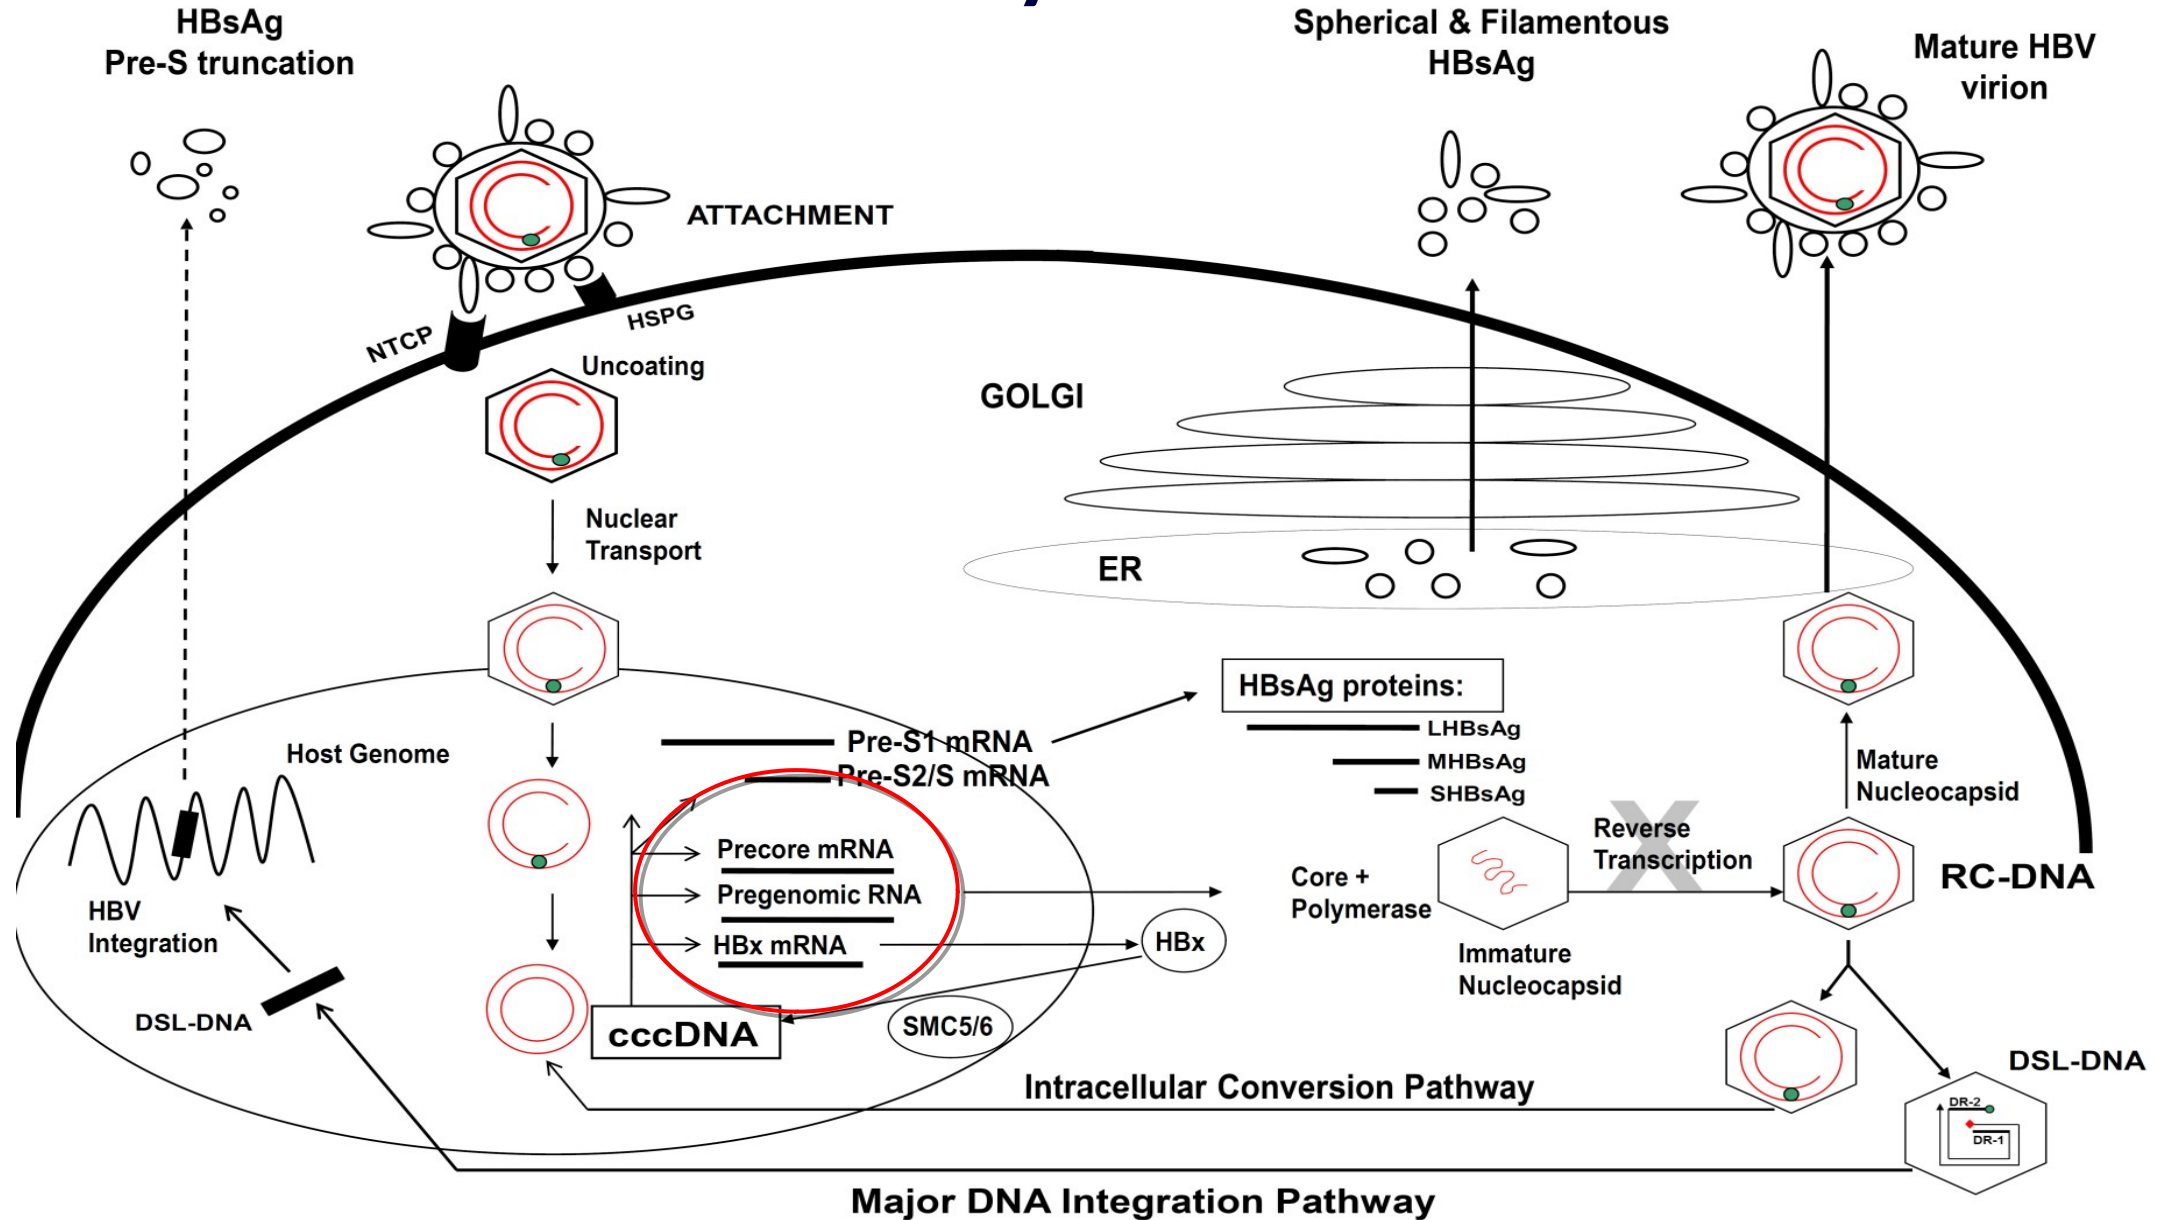 HBsAg
Pre-S truncation
Spherical & Filamentous
HBsAg
Mature HBV
virion
ATTACHMENT
NTCP
HSPG
Uncoating
GOLGI
Nuclear
Transport
ER
HBsAg proteins:
LHBsAg
MHBsAg
SHBsAg
Host Genome
Pre-S1 mRNA
Pre-S2/S mRNA
Mature
Nucleocapsid
X
Reverse
Transcription
Precore mRNA
Pregenomic RNA
HBx mRNA
Core +
Polymerase
RC-DNA
HBV
Integration
HBx
Immature
Nucleocapsid
DSL-DNA
cccDNA
SMC5/6
Intracellular Conversion Pathway
DSL-DNA
DR-2
DR-1
Major DNA Integration Pathway